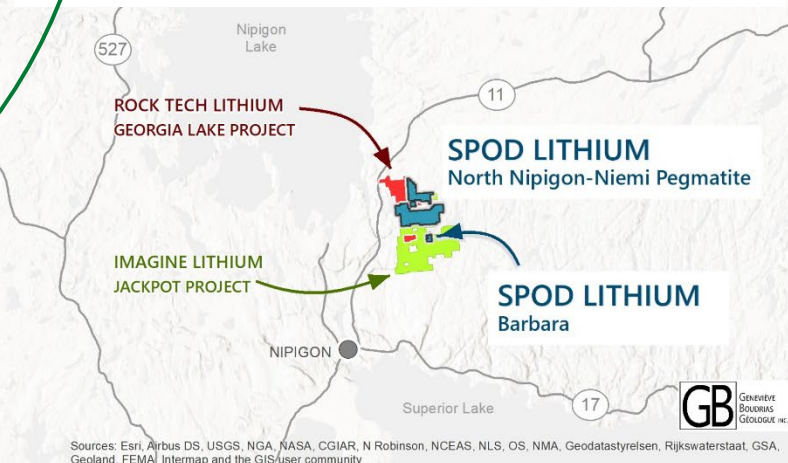 Nipigon
Lake
527
11
ROCK TECH LITHIUM
GEORGIA LAKE PROJECT
SPOD LITHIUM
North Nipigon-Niemi Pegmatite
IMAGINE LITHIUM
JACKPOT PROJECT
SPOD LITHIUM
Barbara
NIPIGON
Superior Lake
17
GB
GENEVIÈVE
BOUDRIAS
GÉOLOGUE INC.
Sources: Esri, Airbus DS, USGS, NGA, NASA, CGIAR, N Robinson, NCEAS, NLS, OS, NMA, Geodatastyrelsen, Rijkswaterstaat, GSA,
Geoland, FEMA, Intermap and the GIS user community